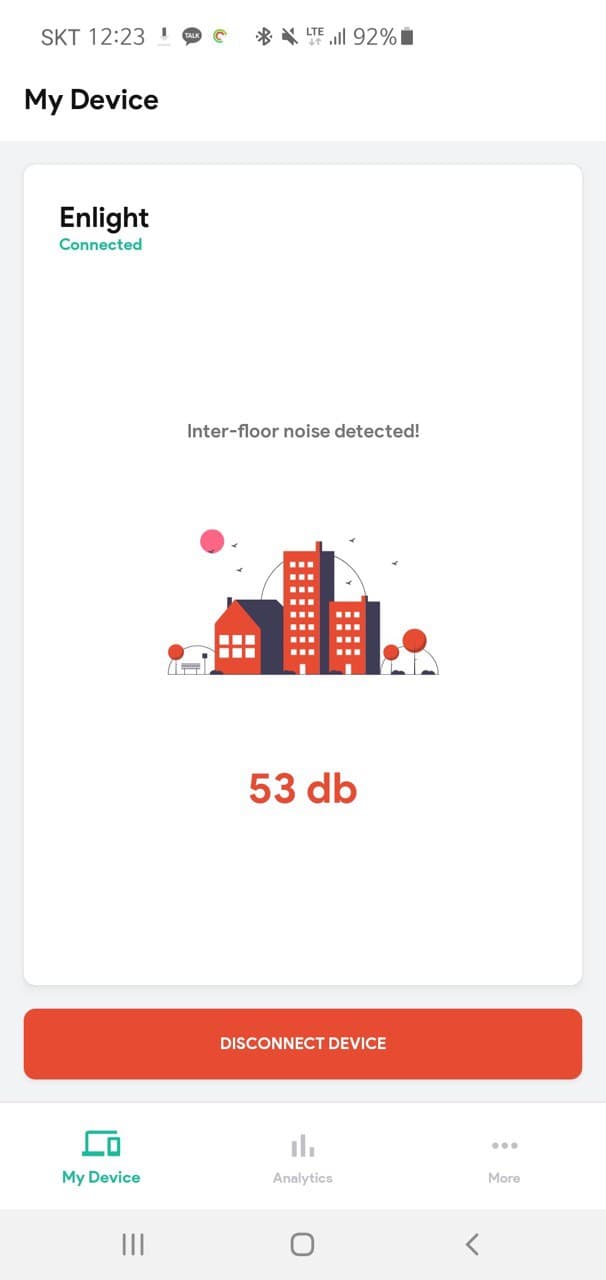 SKT 12:23 TALK LTE 92%
My Device
Enlight
Connected
Inter-floor noise detected!
53 db
DISCONNECT DEVICE
My Device Analytics More